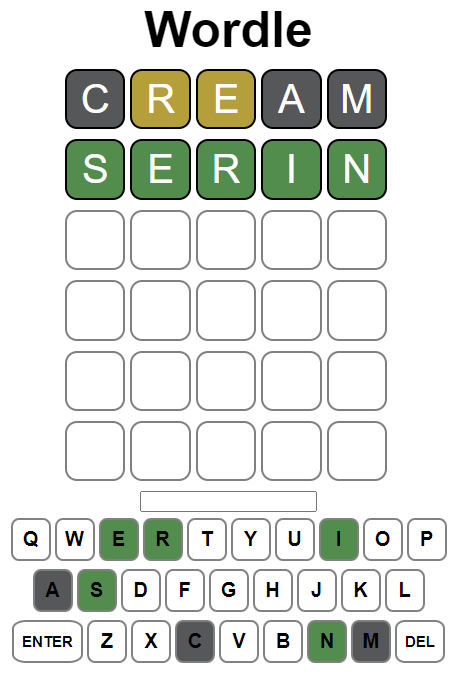 Wordle
C R E A M
S E R I N
Q W E R T Y U I O P
A S D F G H J K L
ENTER Z X C V B N M DEL